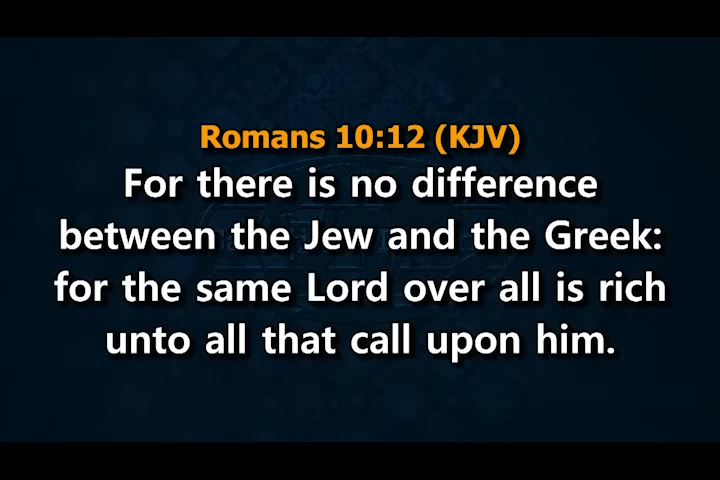 Romans 10:12 (KJV)
For there is no difference
between the Jew and the Greek:
for the same Lord over all is rich
unto all that call upon him.